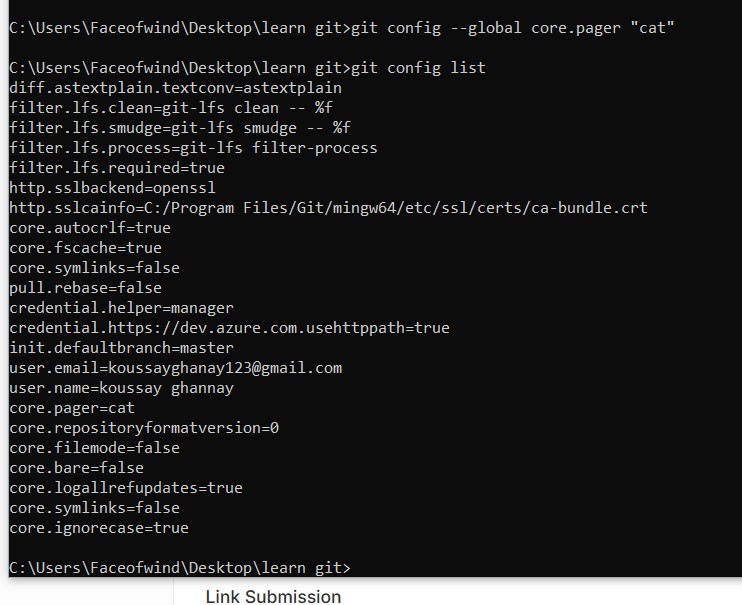 C:\Users\Faceofwind\Desktop\learn git>git config --global core.pager "cat"
C:\Users\Faceofwind\Desktop\learn git>git config list
diff.astextplain.textconv=astextplain
filter.lfs.clean=git-lfs clean -- %f
filter.lfs.smudge=git-lfs smudge -- %f
filter.lfs.process=git-lfs filter-process
filter.lfs.required=true
http.sslbackend=openssl
http.sslcainfo=C:/Program Files/Git/mingw64/etc/ssl/certs/ca-bundle.crt
core.autocrlf=true
core.fscache=true
core.symlinks=false
pull.rebase=false
credential.helper=manager
credential.https://dev.azure.com.usehttppath=true
init.defaultbranch=master
user.email=koussayghanay123@gmail.com
user.name=koussay ghannay
core.pager=cat
core.repositoryformatversion=0
core.filemode=false
core.bare=false
core.logallrefupdates=true
core.symlinks=false
core.ignorecase=true
C:\Users\Faceofwind\Desktop\learn git>
Link Submission